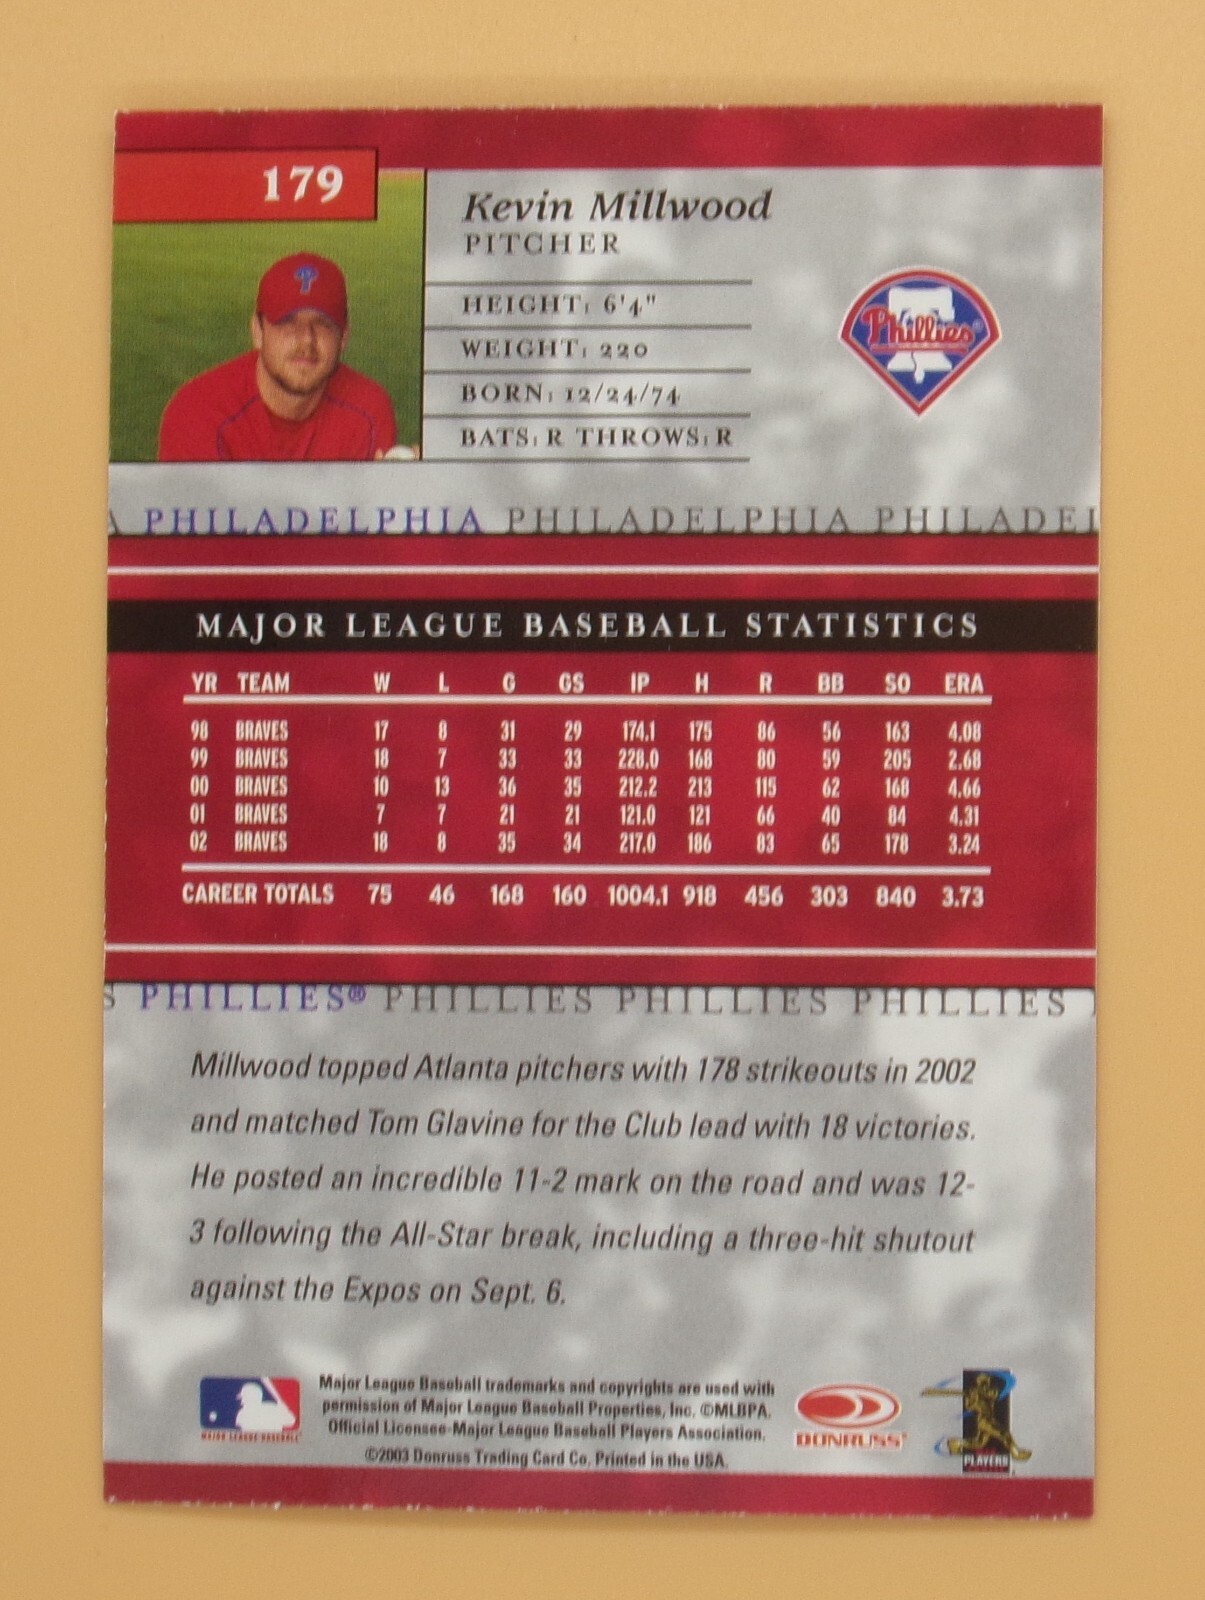 179
Kevin Millwood
PITCHER
HEIGHT: 6'4"
WEIGHT: 220
BORN: 12/24/74
BATS: R THROWS: R
Phillies®
A PHILADELPHIA PHILADELPHIA PHILADEL
MAJOR LEAGUE BASEBALL STATISTICS
YR TEAM W L G GS IP H R BB SO ERA
98 BRAVES 17 8 31 29 174.1 175 86 56 163 4.08
99 BRAVES 18 7 33 33 228.0 168 80 59 205 2.68
00 BRAVES 10 13 36 35 212.2 213 115 62 168 4.66
01 BRAVES 7 7 21 21 121.0 121 66 40 84 4.31
02 BRAVES 18 8 35 34 217.0 186 83 65 178 3.24
CAREER TOTALS 75 46 168 160 1004.1 918 456 303 840 3.73
S PHILLIES® PHILLIES PHILLIES PHILLIES
Millwood topped Atlanta pitchers with 178 strikeouts in 2002
and matched Tom Glavine for the Club lead with 18 victories.
He posted an incredible 11-2 mark on the road and was 12-
3 following the All-Star break, including a three-hit shutout
against the Expos on Sept. 6.
Major League Baseball trademarks and copyrights are used with
permission of Major League Baseball Properties, Inc. ©MLBPA.
Official Licensee-Major League Baseball Players Association.
©2003 Donruss Trading Card Co. Printed in the USA.
MAJOR LEAGUE BASEBALL
DONRUSS
PLAYERS